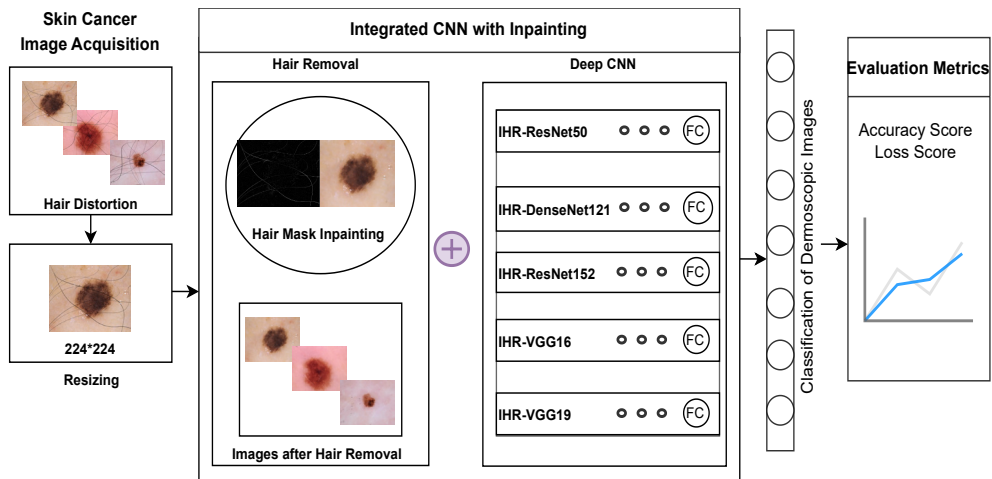 Skin Cancer
Image Acquisition
Hair Distortion
224*224
Resizing
Integrated CNN with Inpainting
Hair Removal
Hair Mask Inpainting
Images after Hair Removal
Deep CNN
IHR-ResNet50
FC
IHR-DenseNet121
FC
IHR-ResNet152
FC
IHR-VGG16
FC
IHR-VGG19
FC
Classification of Dermoscopic Images
Evaluation Metrics
Accuracy Score
Loss Score